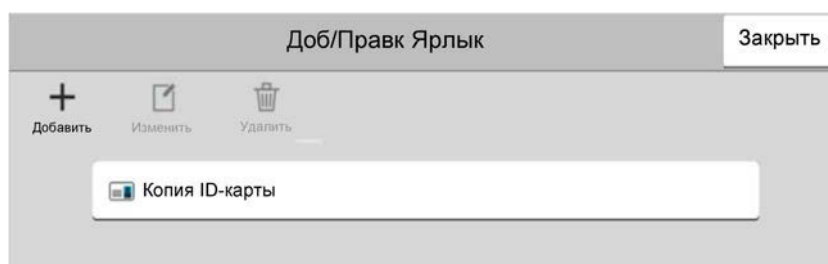 Доб/Правк Ярлык
Закрыть
Добавить
Изменить
Удалить
Копия ID-карты